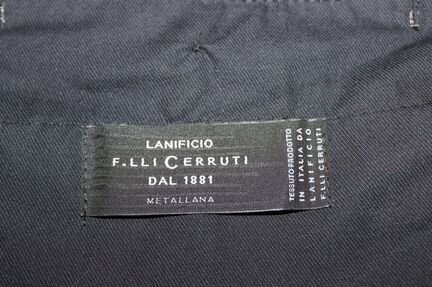 LANIFICIO
F.LLI CERRUTI
DAL 1881
METALLANA
TESSUTO PRODOTTO
IN ITALIA DA
LANIFICIO
F.LLI CERRUTI